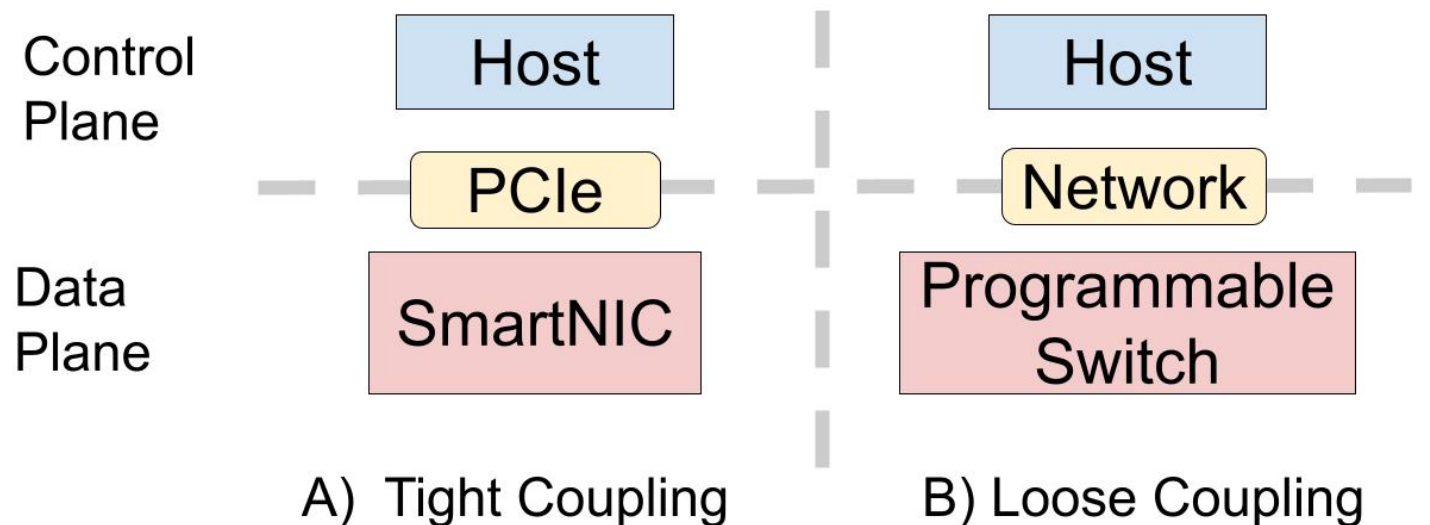 Control
Plane
Host
Host
PCIe
Network
Data
Plane
SmartNIC
Programmable
Switch
A) Tight Coupling
B) Loose Coupling